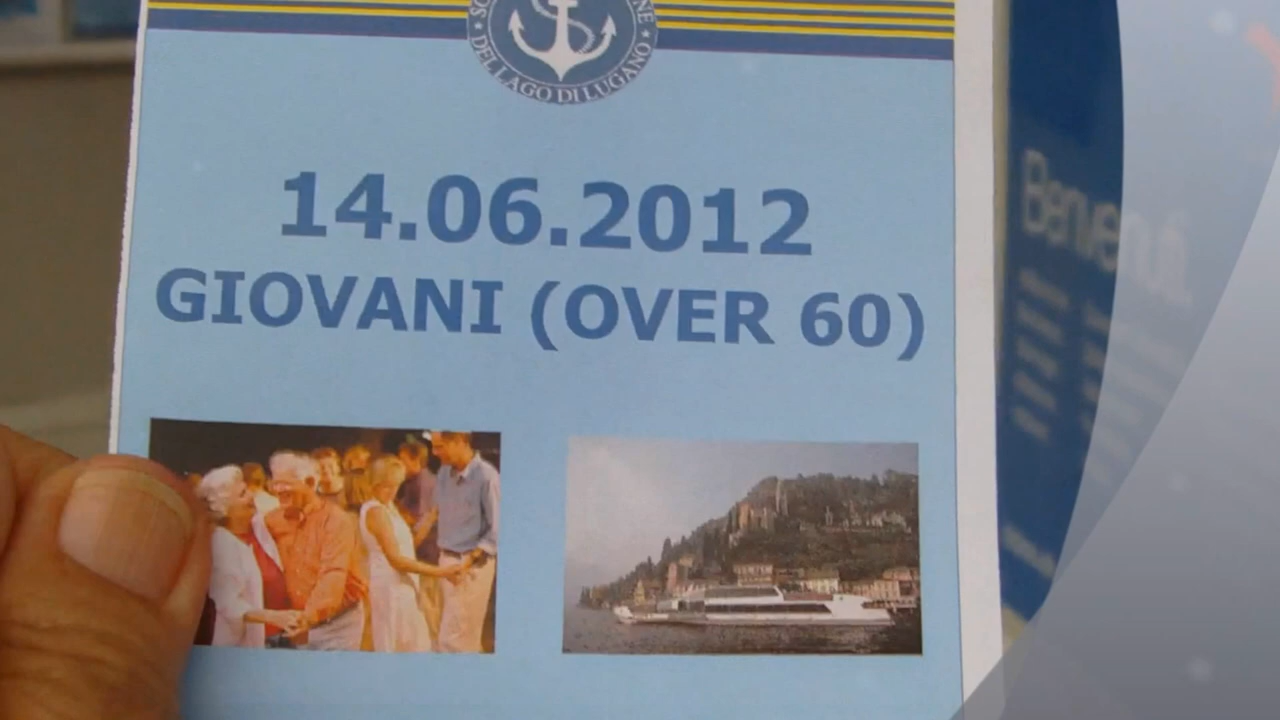 DEL LAGO DI LUGANO
14.06.2012
GIOVANI (OVER 60)
Benvenuti